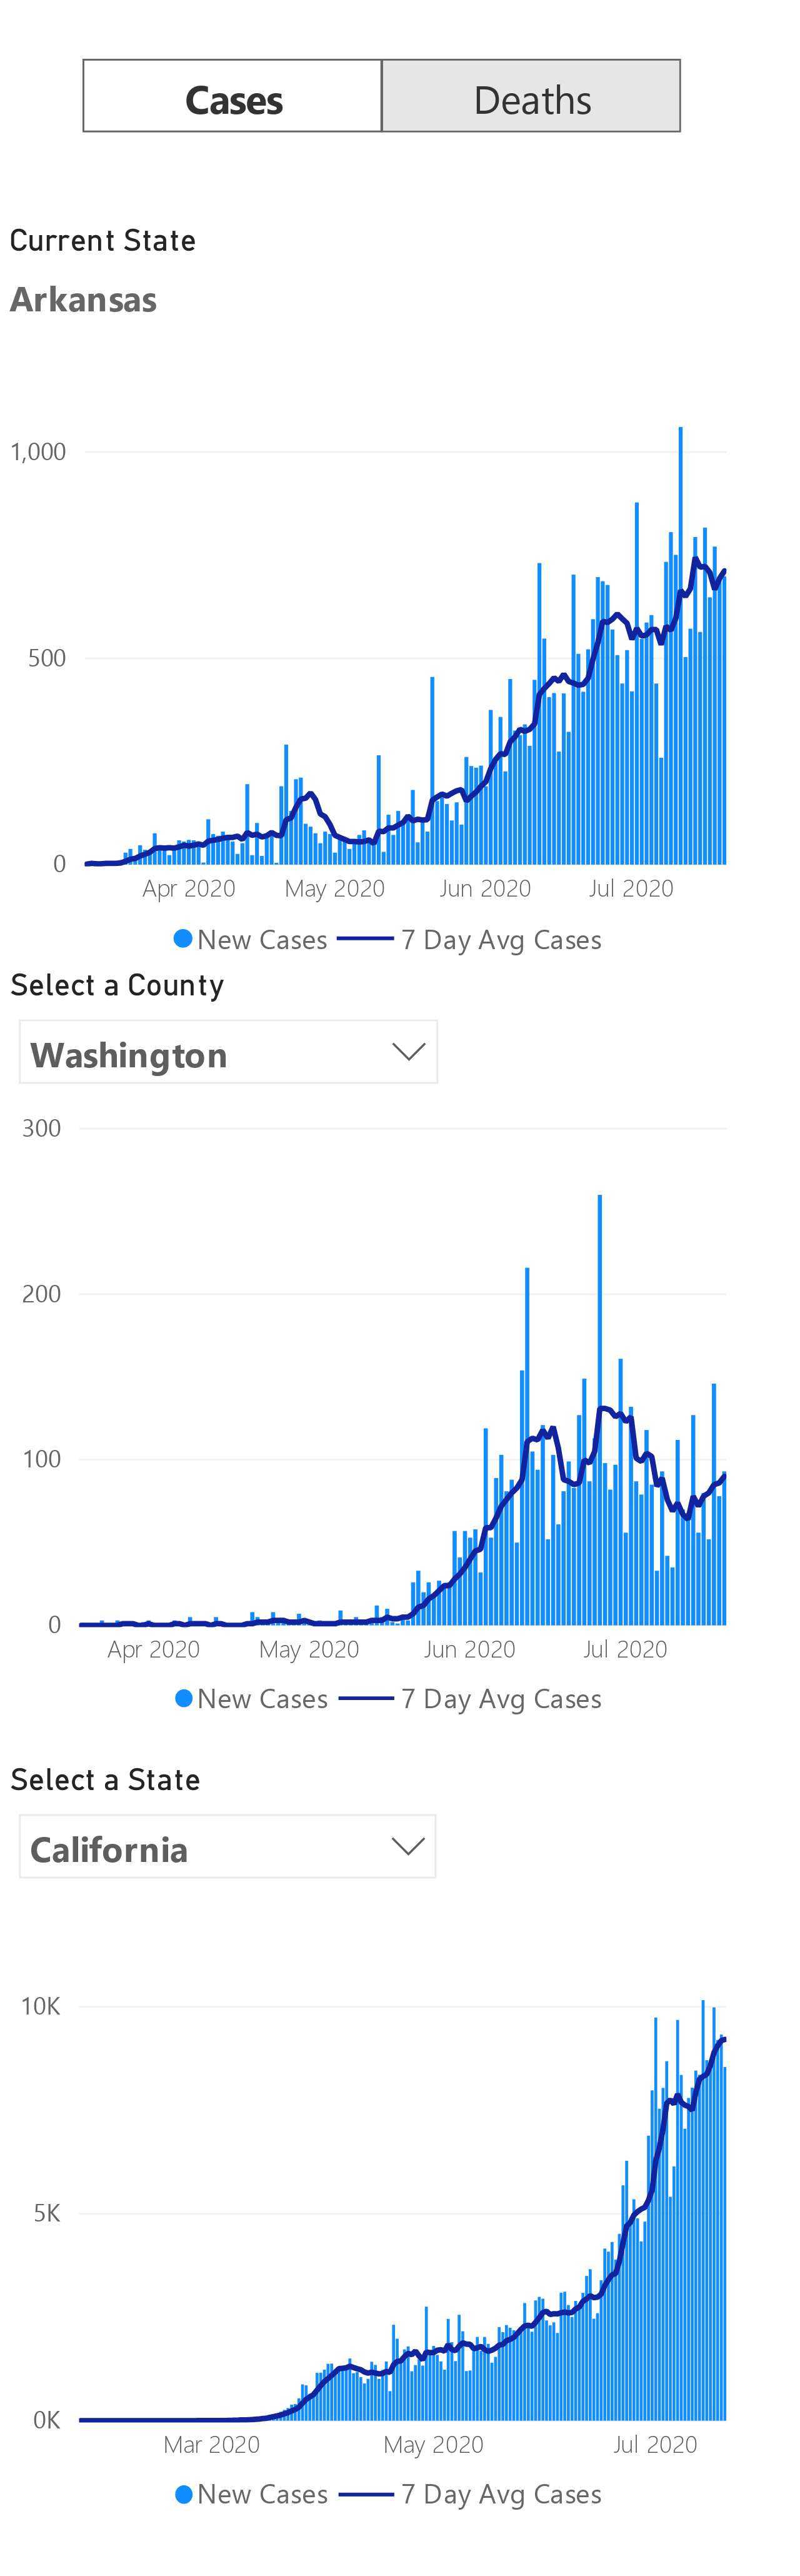 Cases Deaths
Current State
Arkansas
1,000
500
0
Apr 2020 May 2020 Jun 2020 Jul 2020
New Cases 7 Day Avg Cases
Select a County
Washington
300
200
100
0
Apr 2020 May 2020 Jun 2020 Jul 2020
New Cases 7 Day Avg Cases
Select a State
California
10K
5K
0K
Mar 2020 May 2020 Jul 2020
New Cases 7 Day Avg Cases